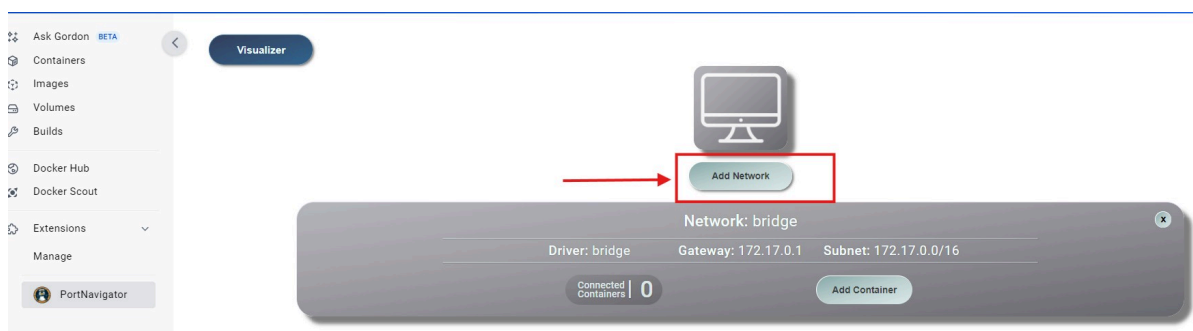 Ask Gordon BETA
Containers
Images
Volumes
Builds
Docker Hub
Docker Scout
Extensions
Manage
PortNavigator
Visualizer
Add Network
Network: bridge
x
Driver: bridge Gateway: 172.17.0.1 Subnet: 172.17.0.0/16
Connected
Containers 0
Add Container